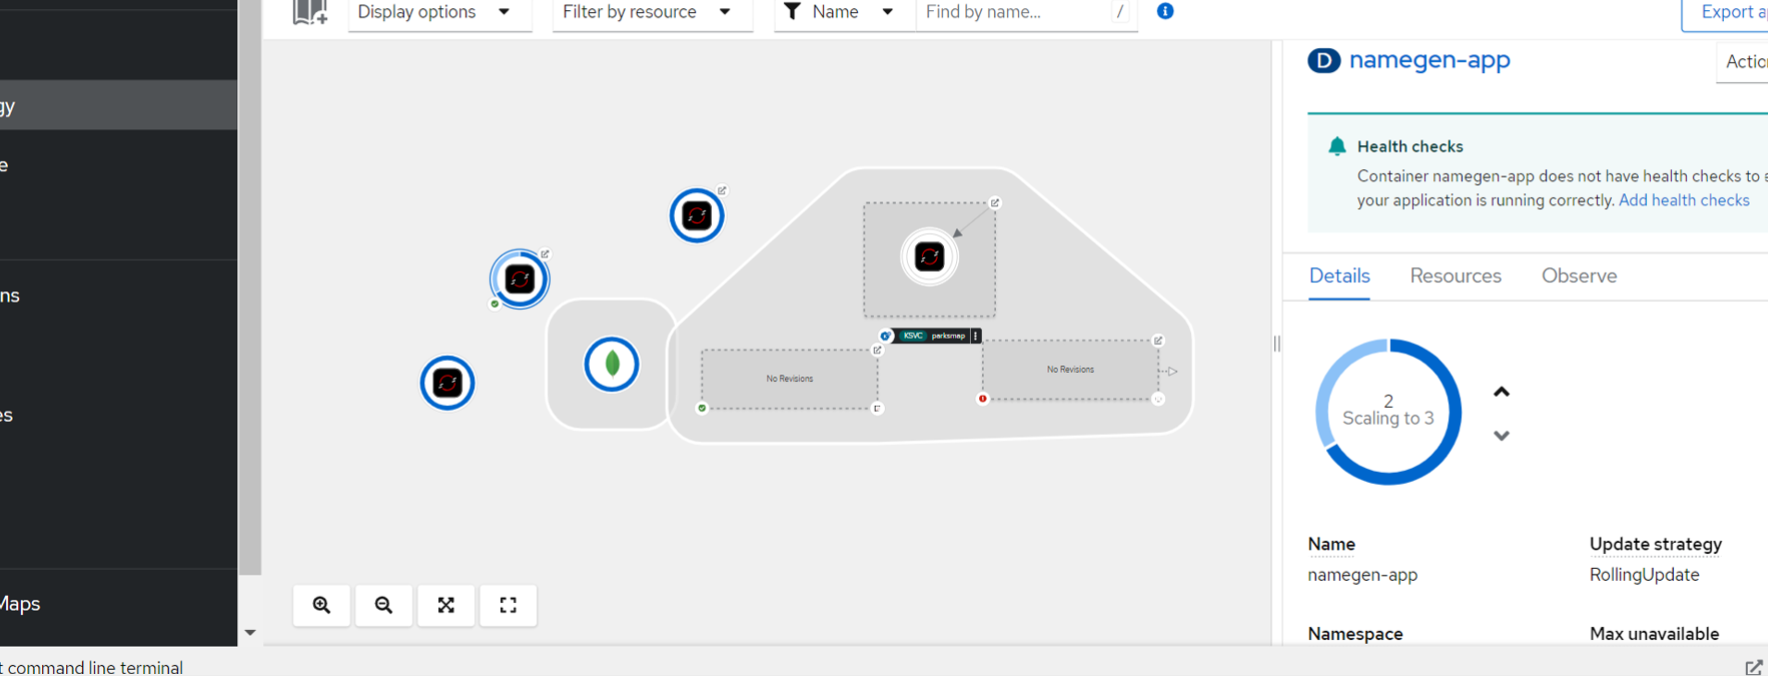 Display options
Filter by resource
Name
Find by name...
/
Export a
D namegen-app
Actio
gy
Health checks
Container namegen-app does not have health checks to
your application is running correctly. Add health checks
e
Details
Resources
Observe
ns
KSVC parksmap
No Revisions
No Revisions
2
Scaling to 3
es
Name
Update strategy
namegen-app
RollingUpdate
Maps
Namespace
Max unavailable
t command line terminal